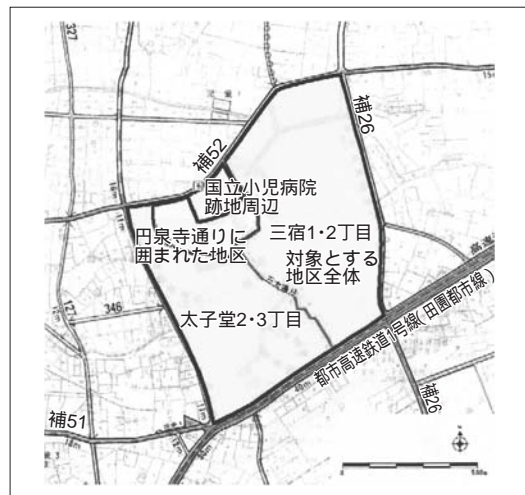 327
補26
補52
国立小児病院
跡地周辺
円泉寺通りに
囲まれた地区
三宿1・2丁目
対象とする
地区全体
346
太子堂2・3丁目
都市高速鉄道1号線(田園都市線)
補51
補26